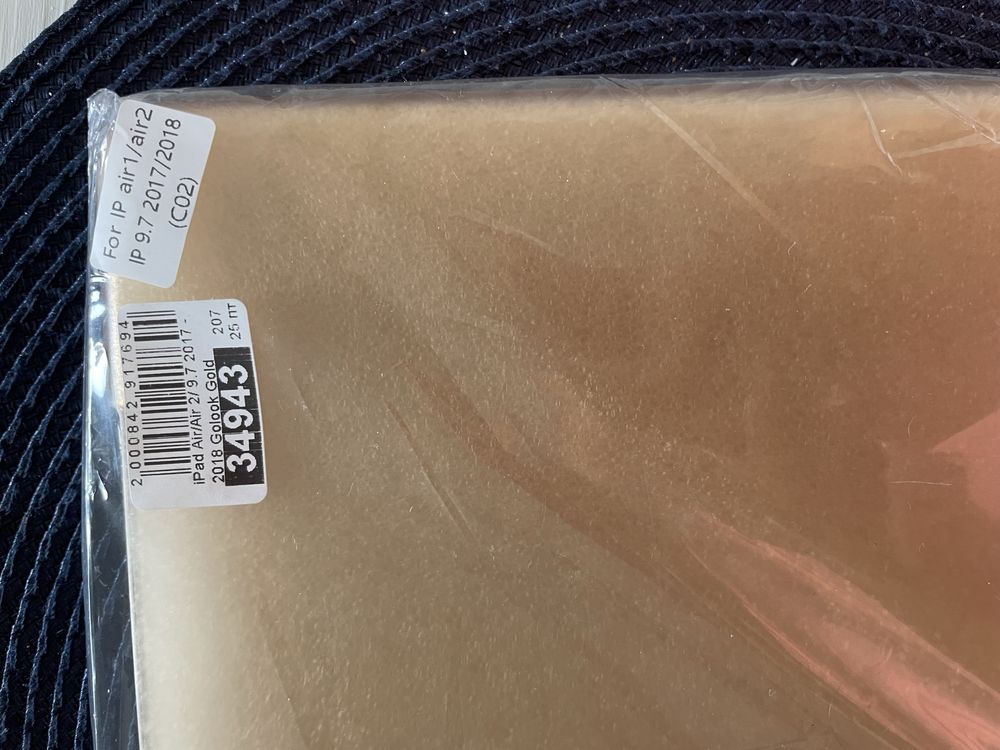 For IP air1/air2
IP 9.7 2017/2018
(C02)
2 000842 917694
iPad Air/Air 2/ 9.7 2017 -
2018 Golook Gold
207
34943
25 пт